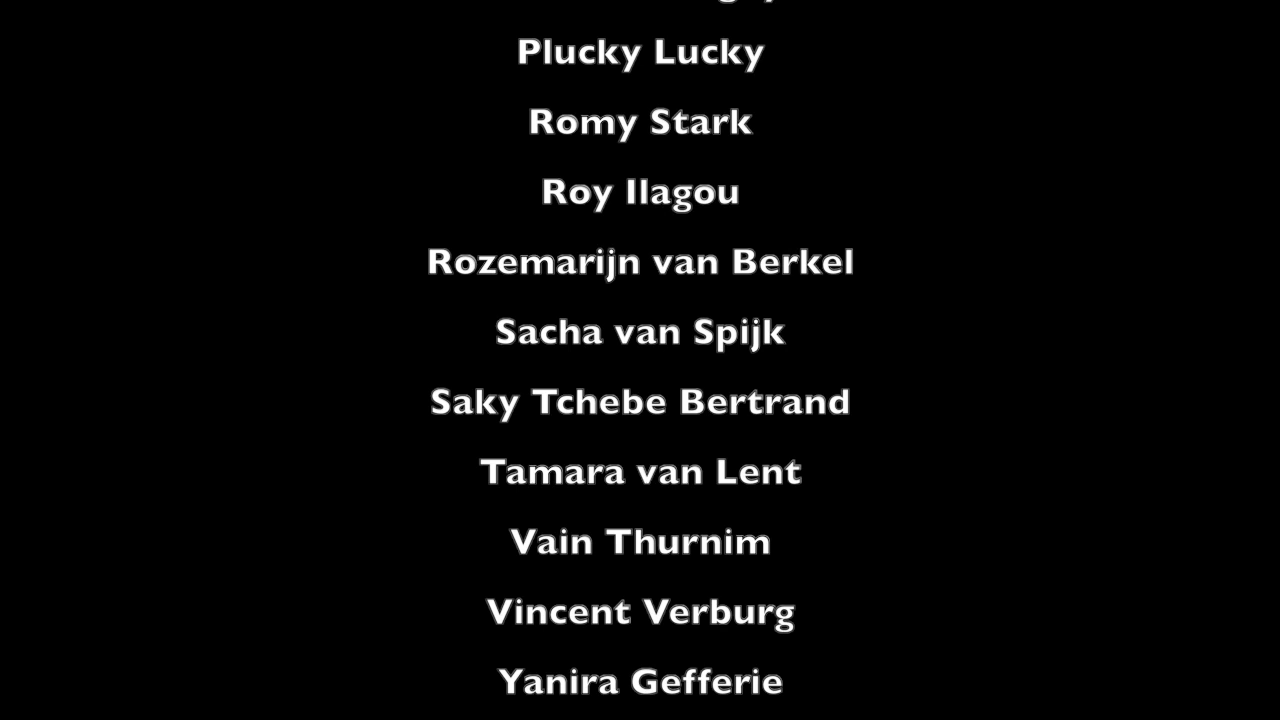 Plucky Lucky
Romy Stark
Roy Ilagou
Rozemarijn van Berkel
Sacha van Spijk
Saky Tchebe Bertrand
Tamara van Lent
Vain Thurnim
Vincent Verburg
Yanira Gefferie